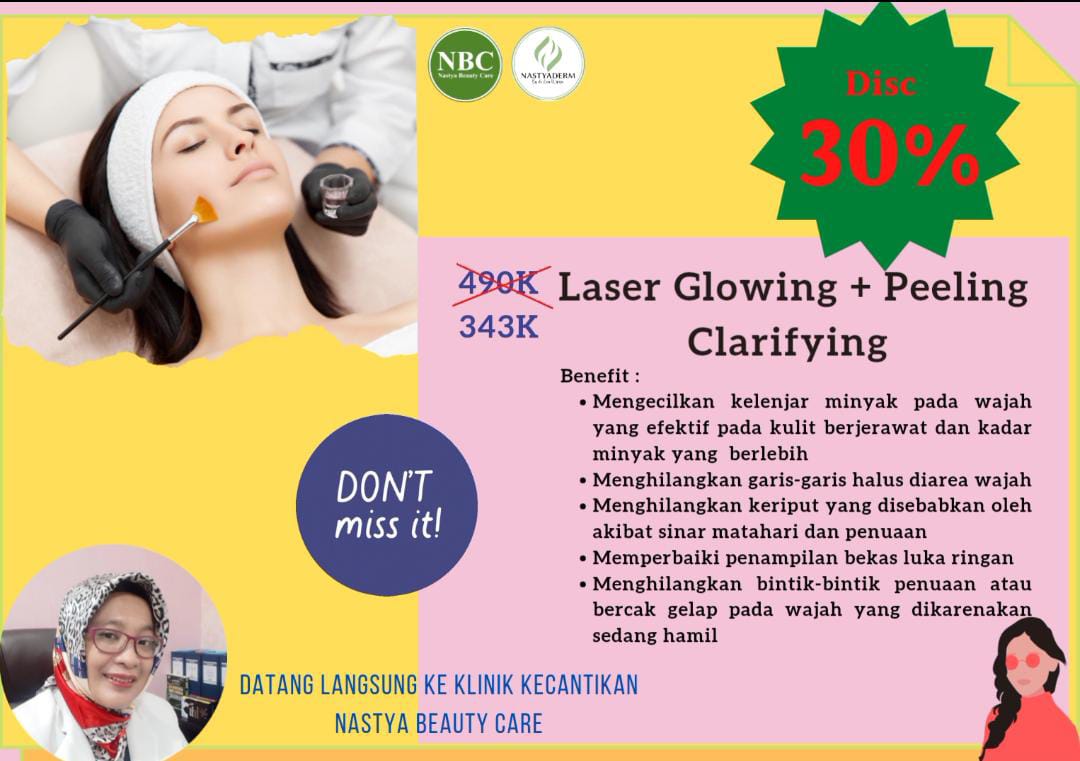 NBC
Nastya Beauty Care
NASTYADERM
Disc
30%
490K
343K
Laser Glowing + Peeling
Clarifying
Benefit :
• Mengecilkan kelenjar minyak pada wajah
yang efektif pada kulit berjerawat dan kadar
minyak yang berlebih
• Menghilangkan garis-garis halus diarea wajah
• Menghilangkan keriput yang disebabkan oleh
akibat sinar matahari dan penuaan
• Memperbaiki penampilan bekas luka ringan
• Menghilangkan bintik-bintik penuaan atau
bercak gelap pada wajah yang dikarenakan
sedang hamil
DON'T
miss it!
DATANG LANGSUNG KE KLINIK KECANTIKAN
NASTYA BEAUTY CARE